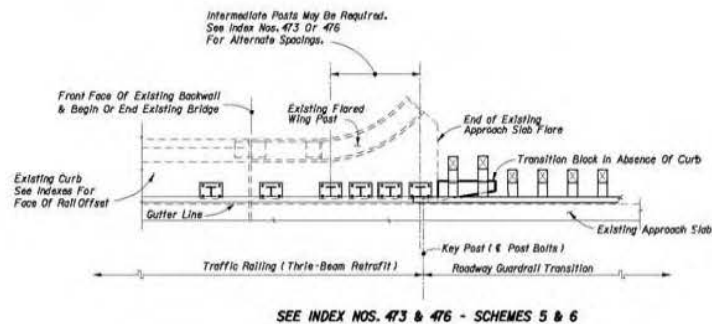 Intermediate Posts May Be Required.
See Index Nos. 473 Or 476
For Alternate Spacings.
Front Face Of Existing Backwall
& Begin Or End Existing Bridge
Existing Flared
Wing Post
End of Existing
Approach Slab Flare
Transition Block In Absence Of Curb
Existing Curb
See Indexes For
Face Of Rail Offset
Gutter Line
Existing Approach Slab
Key Post (℄ Post Bolts)
Traffic Railing (Thrie-Beam Retrofit)
Roadway Guardrail Transition
SEE INDEX NOS. 473 & 476 - SCHEMES 5 & 6